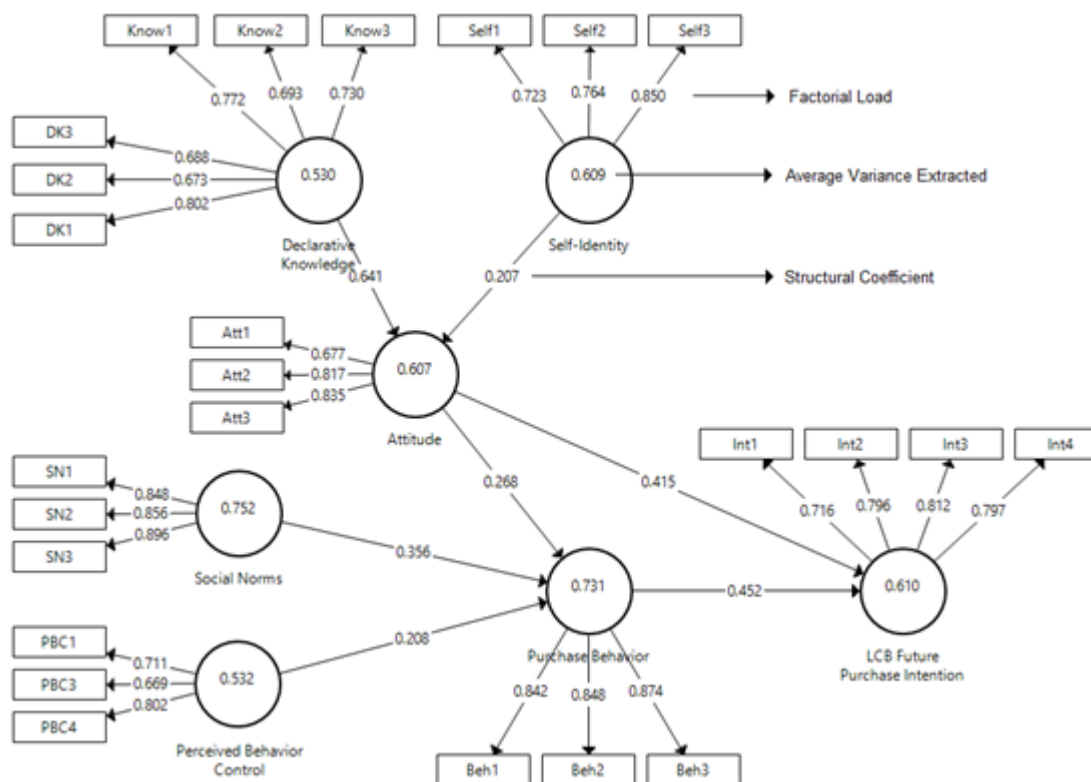 Know1 Know2 Know3 Self1 Self2 Self3
0.772 0.693 0.730 0.723 0.764 0.850 Factorial Load
DK3 0.688
DK2 0.673 0.530 0.609 Average Variance Extracted
DK1 0.802
Declarative Self-Identity
Knowledge
0.641 0.207 Structural Coefficient
Att1 0.677
Att2 0.817 0.607
Att3 0.835
Attitude
Int1 Int2 Int3 Int4
SN1 0.848 0.268 0.415
SN2 0.856 0.752 0.716 0.796 0.812 0.797
SN3 0.896
Social Norms 0.356
0.731 0.452 0.610
PBC1 0.711 0.208
Purchase Behavior LCB Future
PBC3 0.669 0.532 Purchase Intention
PBC4 0.802 0.842 0.848 0.874
Perceived Behavior
Control
Beh1 Beh2 Beh3